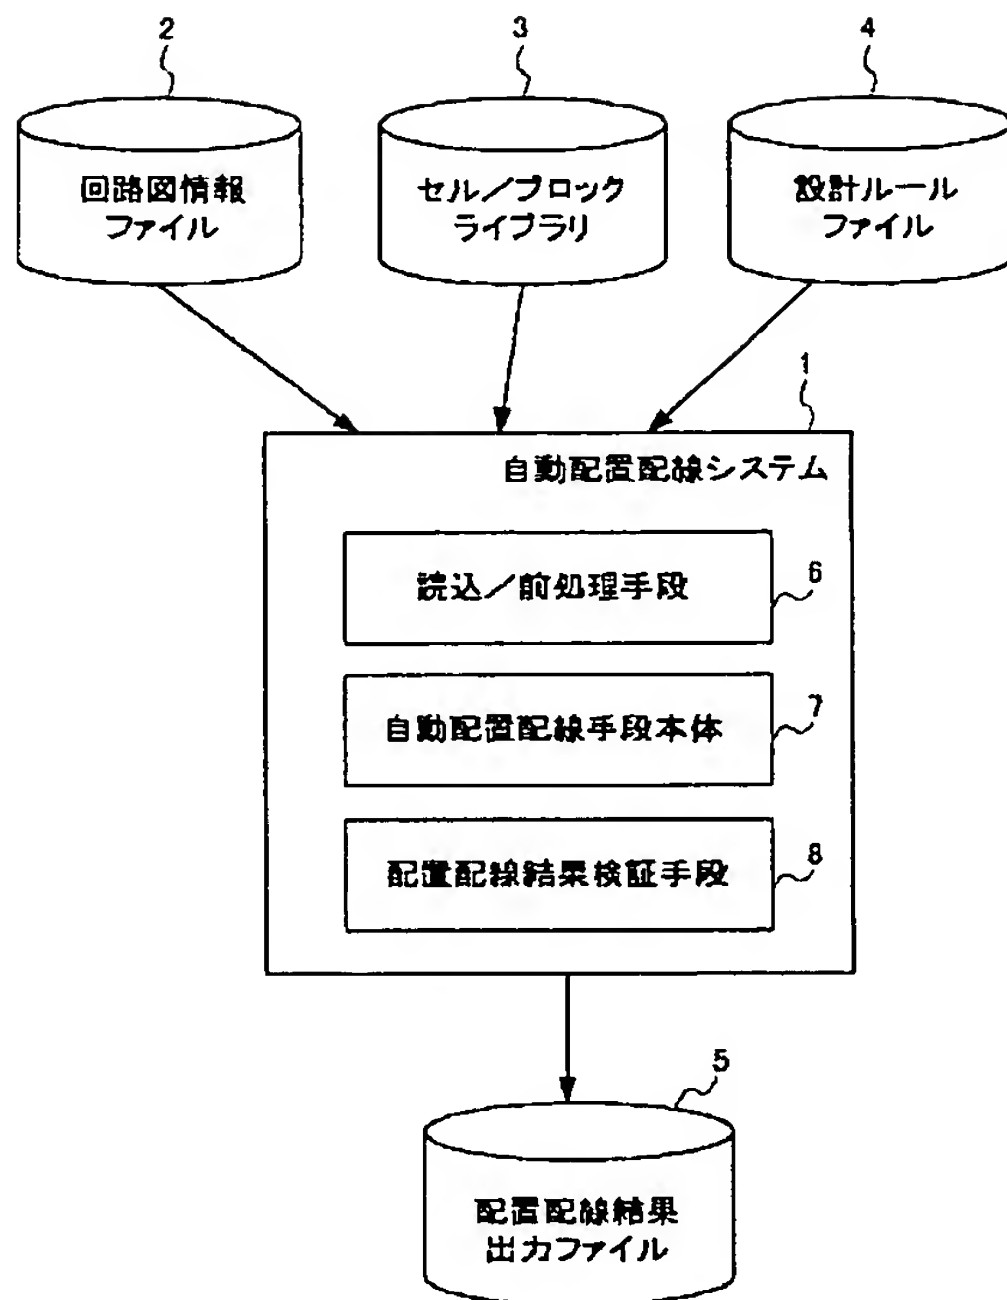 2
3
4
回路図情報
ファイル
セル／ブロック
ライブラリ
設計ルール
ファイル
1
自動配置配線システム
読込／前処理手段
6
自動配置配線手段本体
7
配置配線結果検証手段
8
5
配置配線結果
出力ファイル